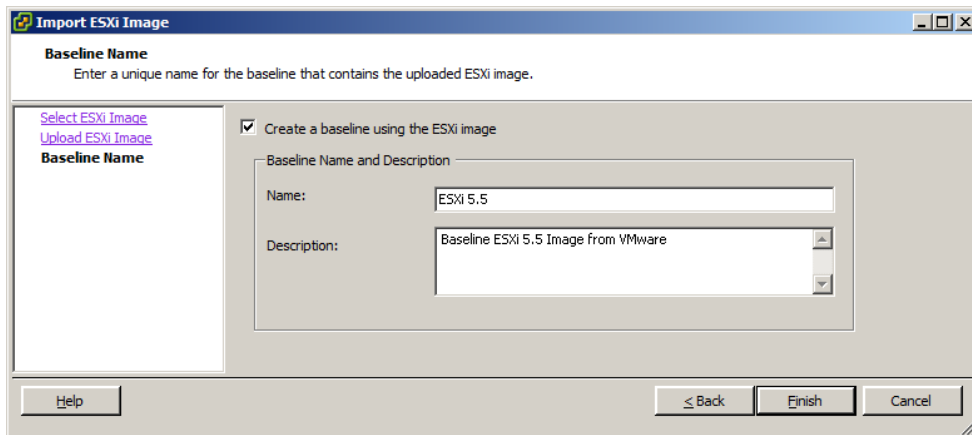 Import ESXi Image
Baseline Name
Enter a unique name for the baseline that contains the uploaded ESXi image.
Select ESXi Image
Upload ESXi Image
Baseline Name
Create a baseline using the ESXi image
Baseline Name and Description
Name:
ESXi 5.5
Description:
Baseline ESXi 5.5 Image from VMware
Help
< Back
Finish
Cancel